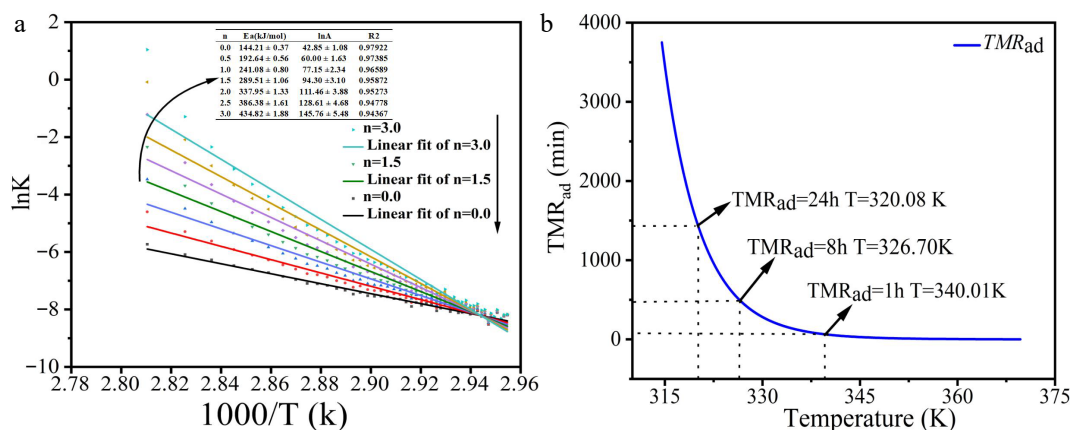 a
lnK
2
0
−2
−4
−6
−8
−10
2.78 2.80 2.82 2.84 2.86 2.88 2.90 2.92 2.94 2.96
1000/T (k)
n Ea(kJ/mol) lnA R2
0.0 144.21 ± 0.37 42.85 ± 1.08 0.97922
0.5 192.64 ± 0.56 60.00 ± 1.63 0.97385
1.0 241.08 ± 0.80 77.15 ±2.34 0.96589
1.5 289.51 ± 1.06 94.30 ±3.10 0.95872
2.0 337.95 ± 1.33 111.46 ± 3.88 0.95273
2.5 386.38 ± 1.61 128.61 ± 4.68 0.94778
3.0 434.82 ± 1.88 145.76 ± 5.48 0.94367
n=3.0
Linear fit of n=3.0
n=1.5
Linear fit of n=1.5
n=0.0
Linear fit of n=0.0
b
TMRad (min)
4000
3000
2000
1000
0
315 330 345 360 375
Temperature (K)
TMRad
TMRad=24h T=320.08 K
TMRad=8h T=326.70K
TMRad=1h T=340.01K